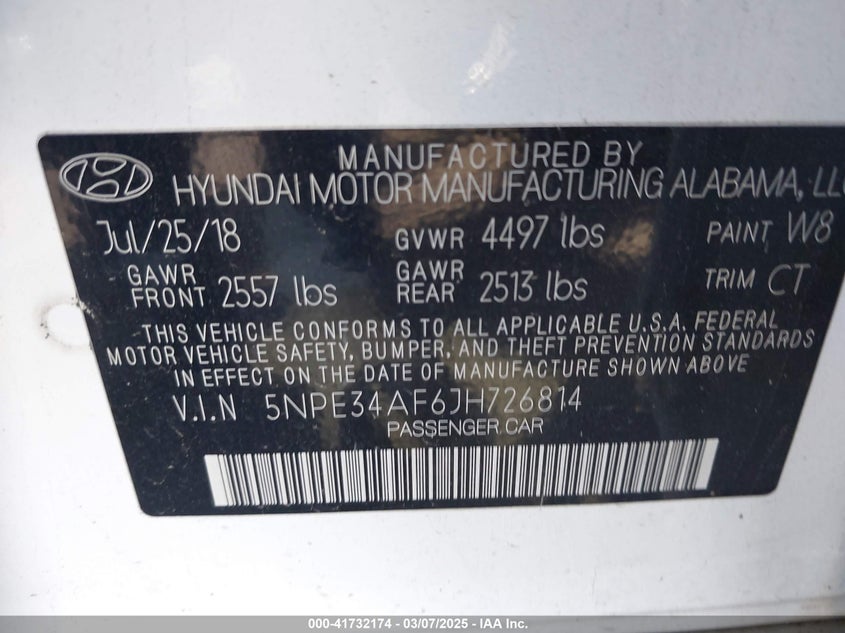 MANUFACTURED BY
HYUNDAI MOTOR MANUFACTURING ALABAMA, LLC
Jul/25/18 GVWR 4497 lbs PAINT W8
GAWR FRONT 2557 lbs GAWR REAR 2513 lbs TRIM CT
THIS VEHICLE CONFORMS TO ALL APPLICABLE U.S.A. FEDERAL
MOTOR VEHICLE SAFETY, BUMPER, AND THEFT PREVENTION STANDARDS
IN EFFECT ON THE DATE OF MANUFACTURE SHOWN ABOVE
V.I.N 5NPE34AF6JH726814
PASSENGER CAR
000-41732174 - 03/07/2025 - IAA Inc.